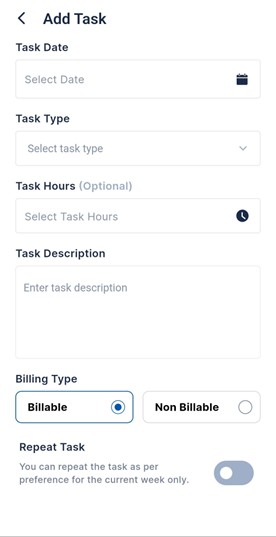 Add Task
Task Date
Select Date
Task Type
Select task type
Task Hours (Optional)
Select Task Hours
Task Description
Enter task description
Billing Type
Billable
Non Billable
Repeat Task
You can repeat the task as per
preference for the current week only.